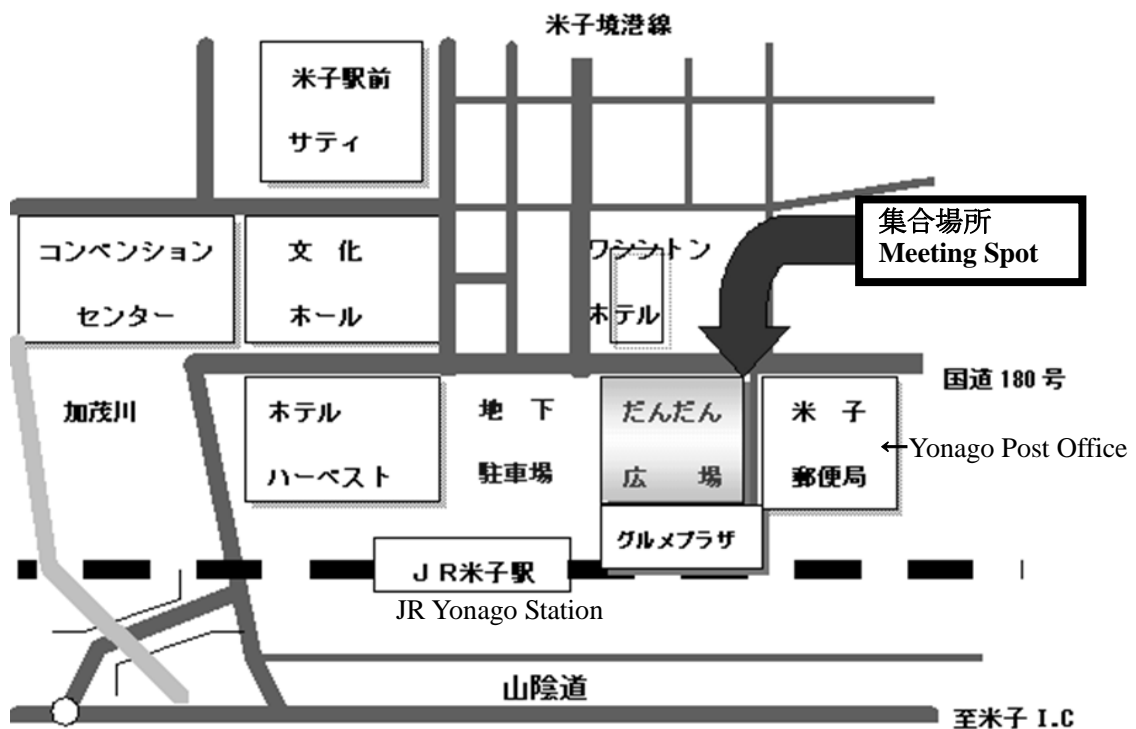 米子境港線
米子駅前
サティ
集合場所
Meeting Spot
コンベンション
センター
文 化
ホール
ワシントン
ホテル
国道 180 号
加茂川
ホテル
ハーベスト
地 下
駐車場
だんだん
広 場
米 子
郵便局
←Yonago Post Office
グルメプラザ
ＪＲ米子駅
JR Yonago Station
山陰道
至米子 I.C